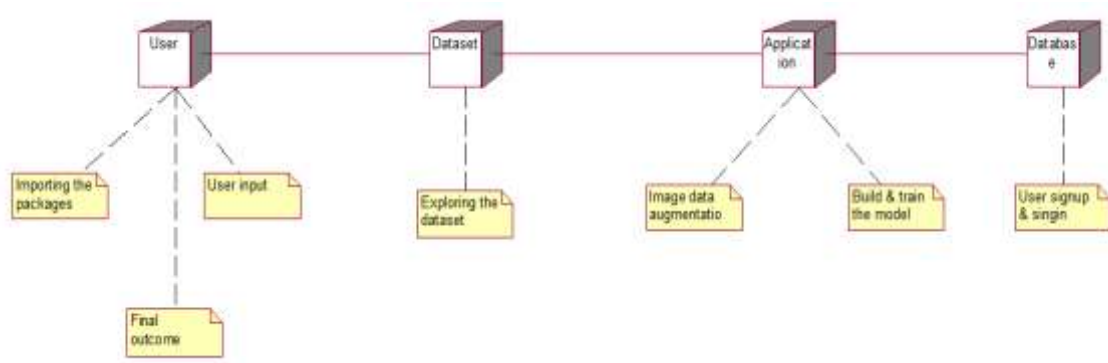 User
Dataset
Applicat
ion
Databas
e
Importing the
packages
User input
Exploring the
dataset
Image data
augmentatio
Build & train
the model
User signup
& singin
Final
outcome